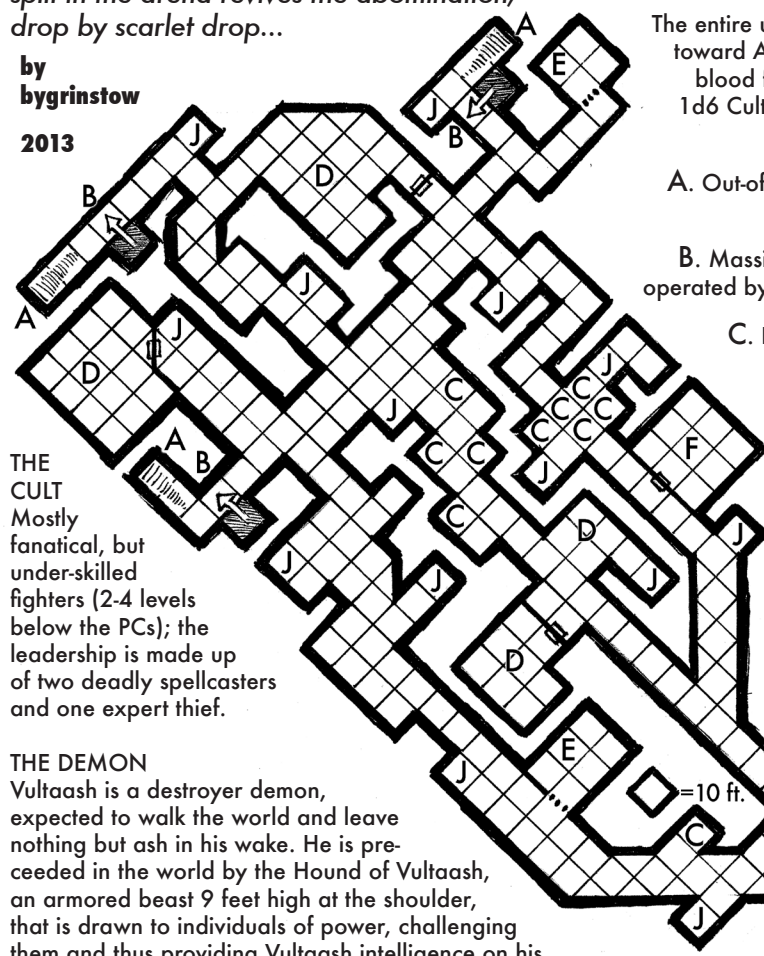 spilt in the arena revives the abomination,
drop by scarlet drop...
by
bygrinstow
2013
The entire u
toward A
blood t
1d6 Cult
A. Out-of
B. Massi
operated by
C.
A
E
J
B
J
D
B
A
J
J
J
D
C
J
J
C
C
C
C
C
C
C
C
A
B
J
F
J
C
D
J
J
J
D
E
J
=10 ft.
C
J
THE
CULT
Mostly
fanatical, but
under-skilled
fighters (2-4 levels
below the PCs); the
leadership is made up
of two deadly spellcasters
and one expert thief.
THE DEMON
Vultaash is a destroyer demon,
expected to walk the world and leave
nothing but ash in his wake. He is pre-
ceeded in the world by the Hound of Vultaash,
an armored beast 9 feet high at the shoulder,
that is drawn to individuals of power, challenging
them and thus providing Vultaash intelligence on his